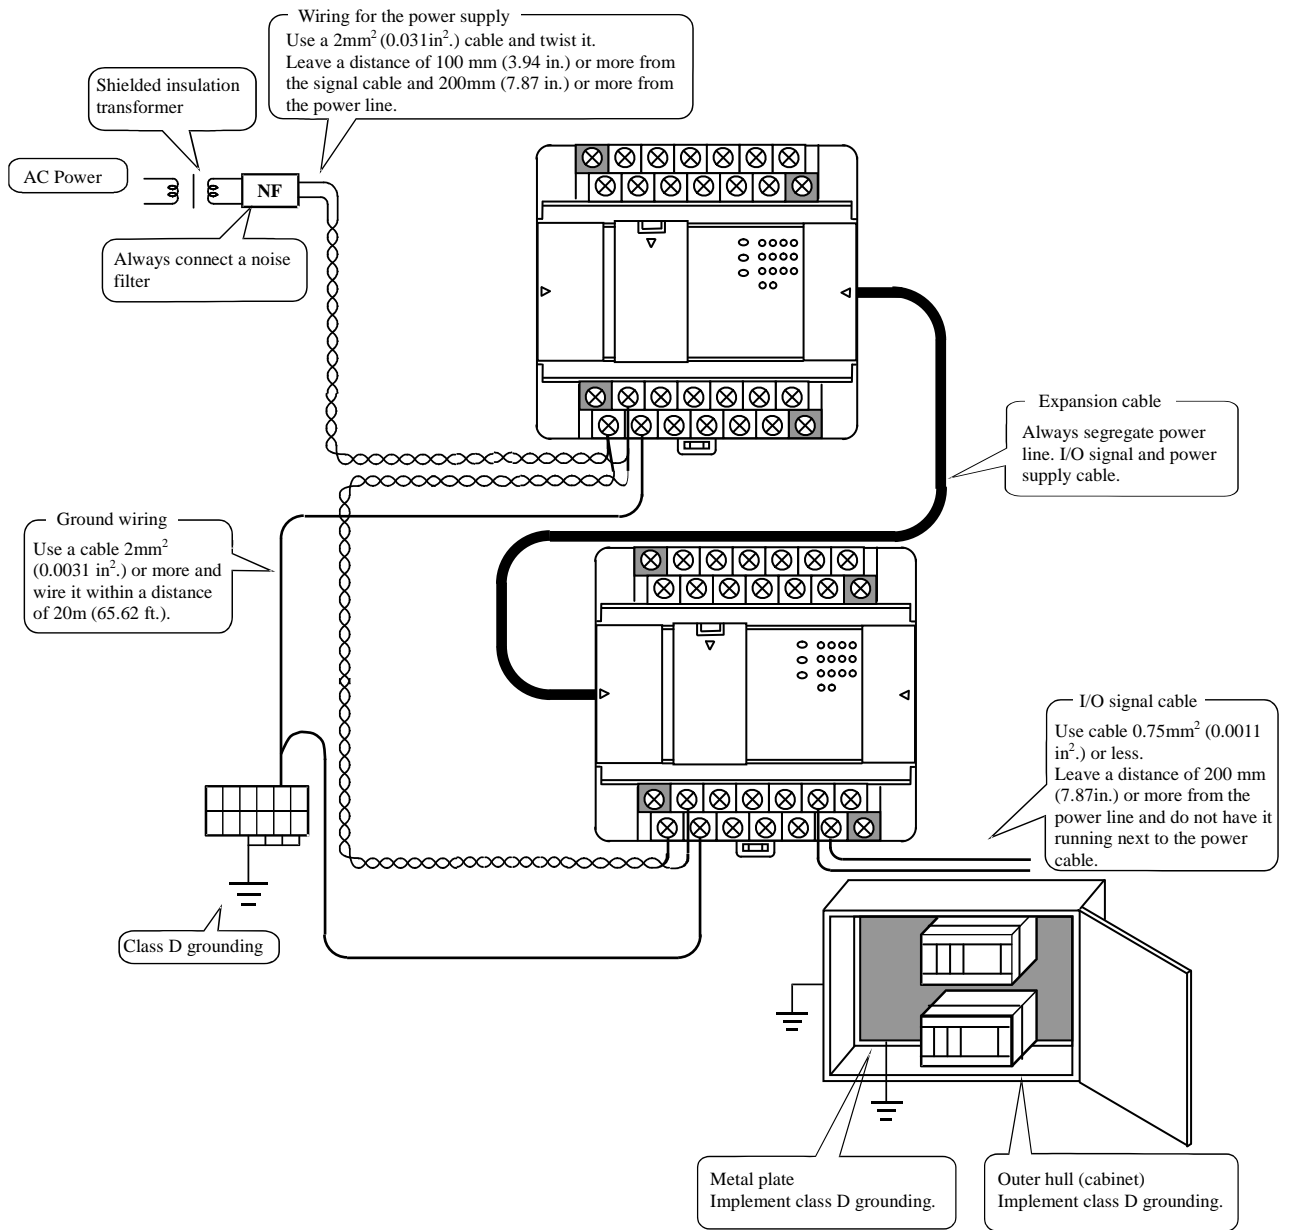 Wiring for the power supply
Use a 2mm² (0.031in².) cable and twist it.
Leave a distance of 100 mm (3.94 in.) or more from
the signal cable and 200mm (7.87 in.) or more from
the power line.
Shielded insulation
transformer
AC Power
NF
Always connect a noise
filter
Expansion cable
Always segregate power
line. I/O signal and power
supply cable.
Ground wiring
Use a cable 2mm²
(0.0031 in².) or more and
wire it within a distance
of 20m (65.62 ft.).
I/O signal cable
Use cable 0.75mm² (0.0011
in².) or less.
Leave a distance of 200 mm
(7.87in.) or more from the
power line and do not have it
running next to the power
cable.
Class D grounding
Metal plate
Implement class D grounding.
Outer hull (cabinet)
Implement class D grounding.